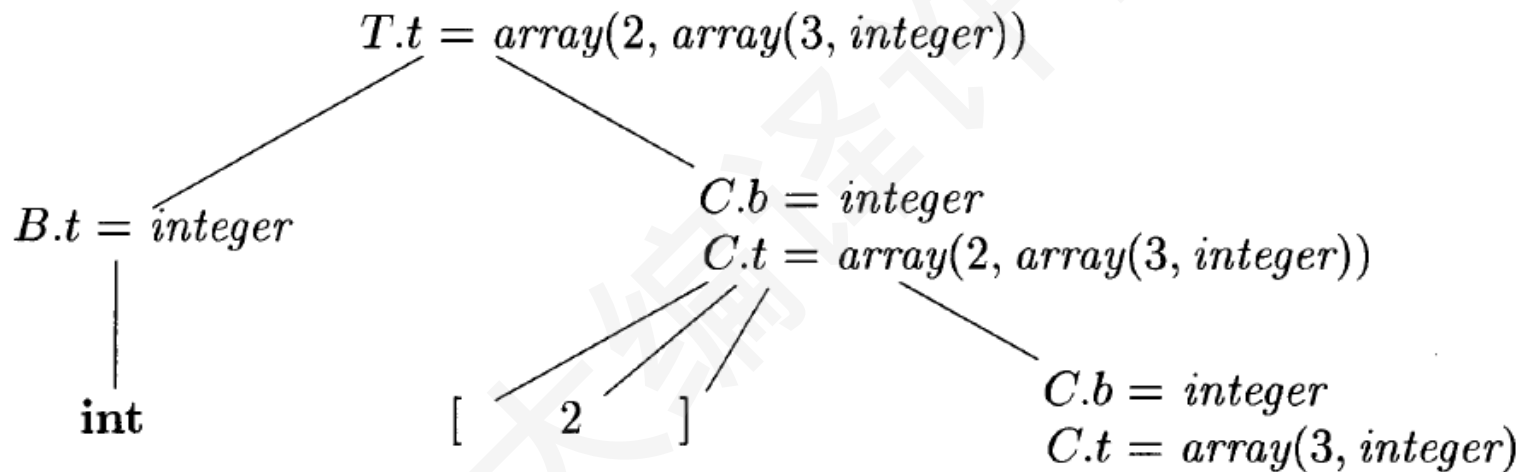 T.t = array(2, array(3, integer))
C.b = integer
B.t = integer
C.t = array(2, array(3, integer))
C.b = integer
int [ 2 ]
C.t = array(3, integer)